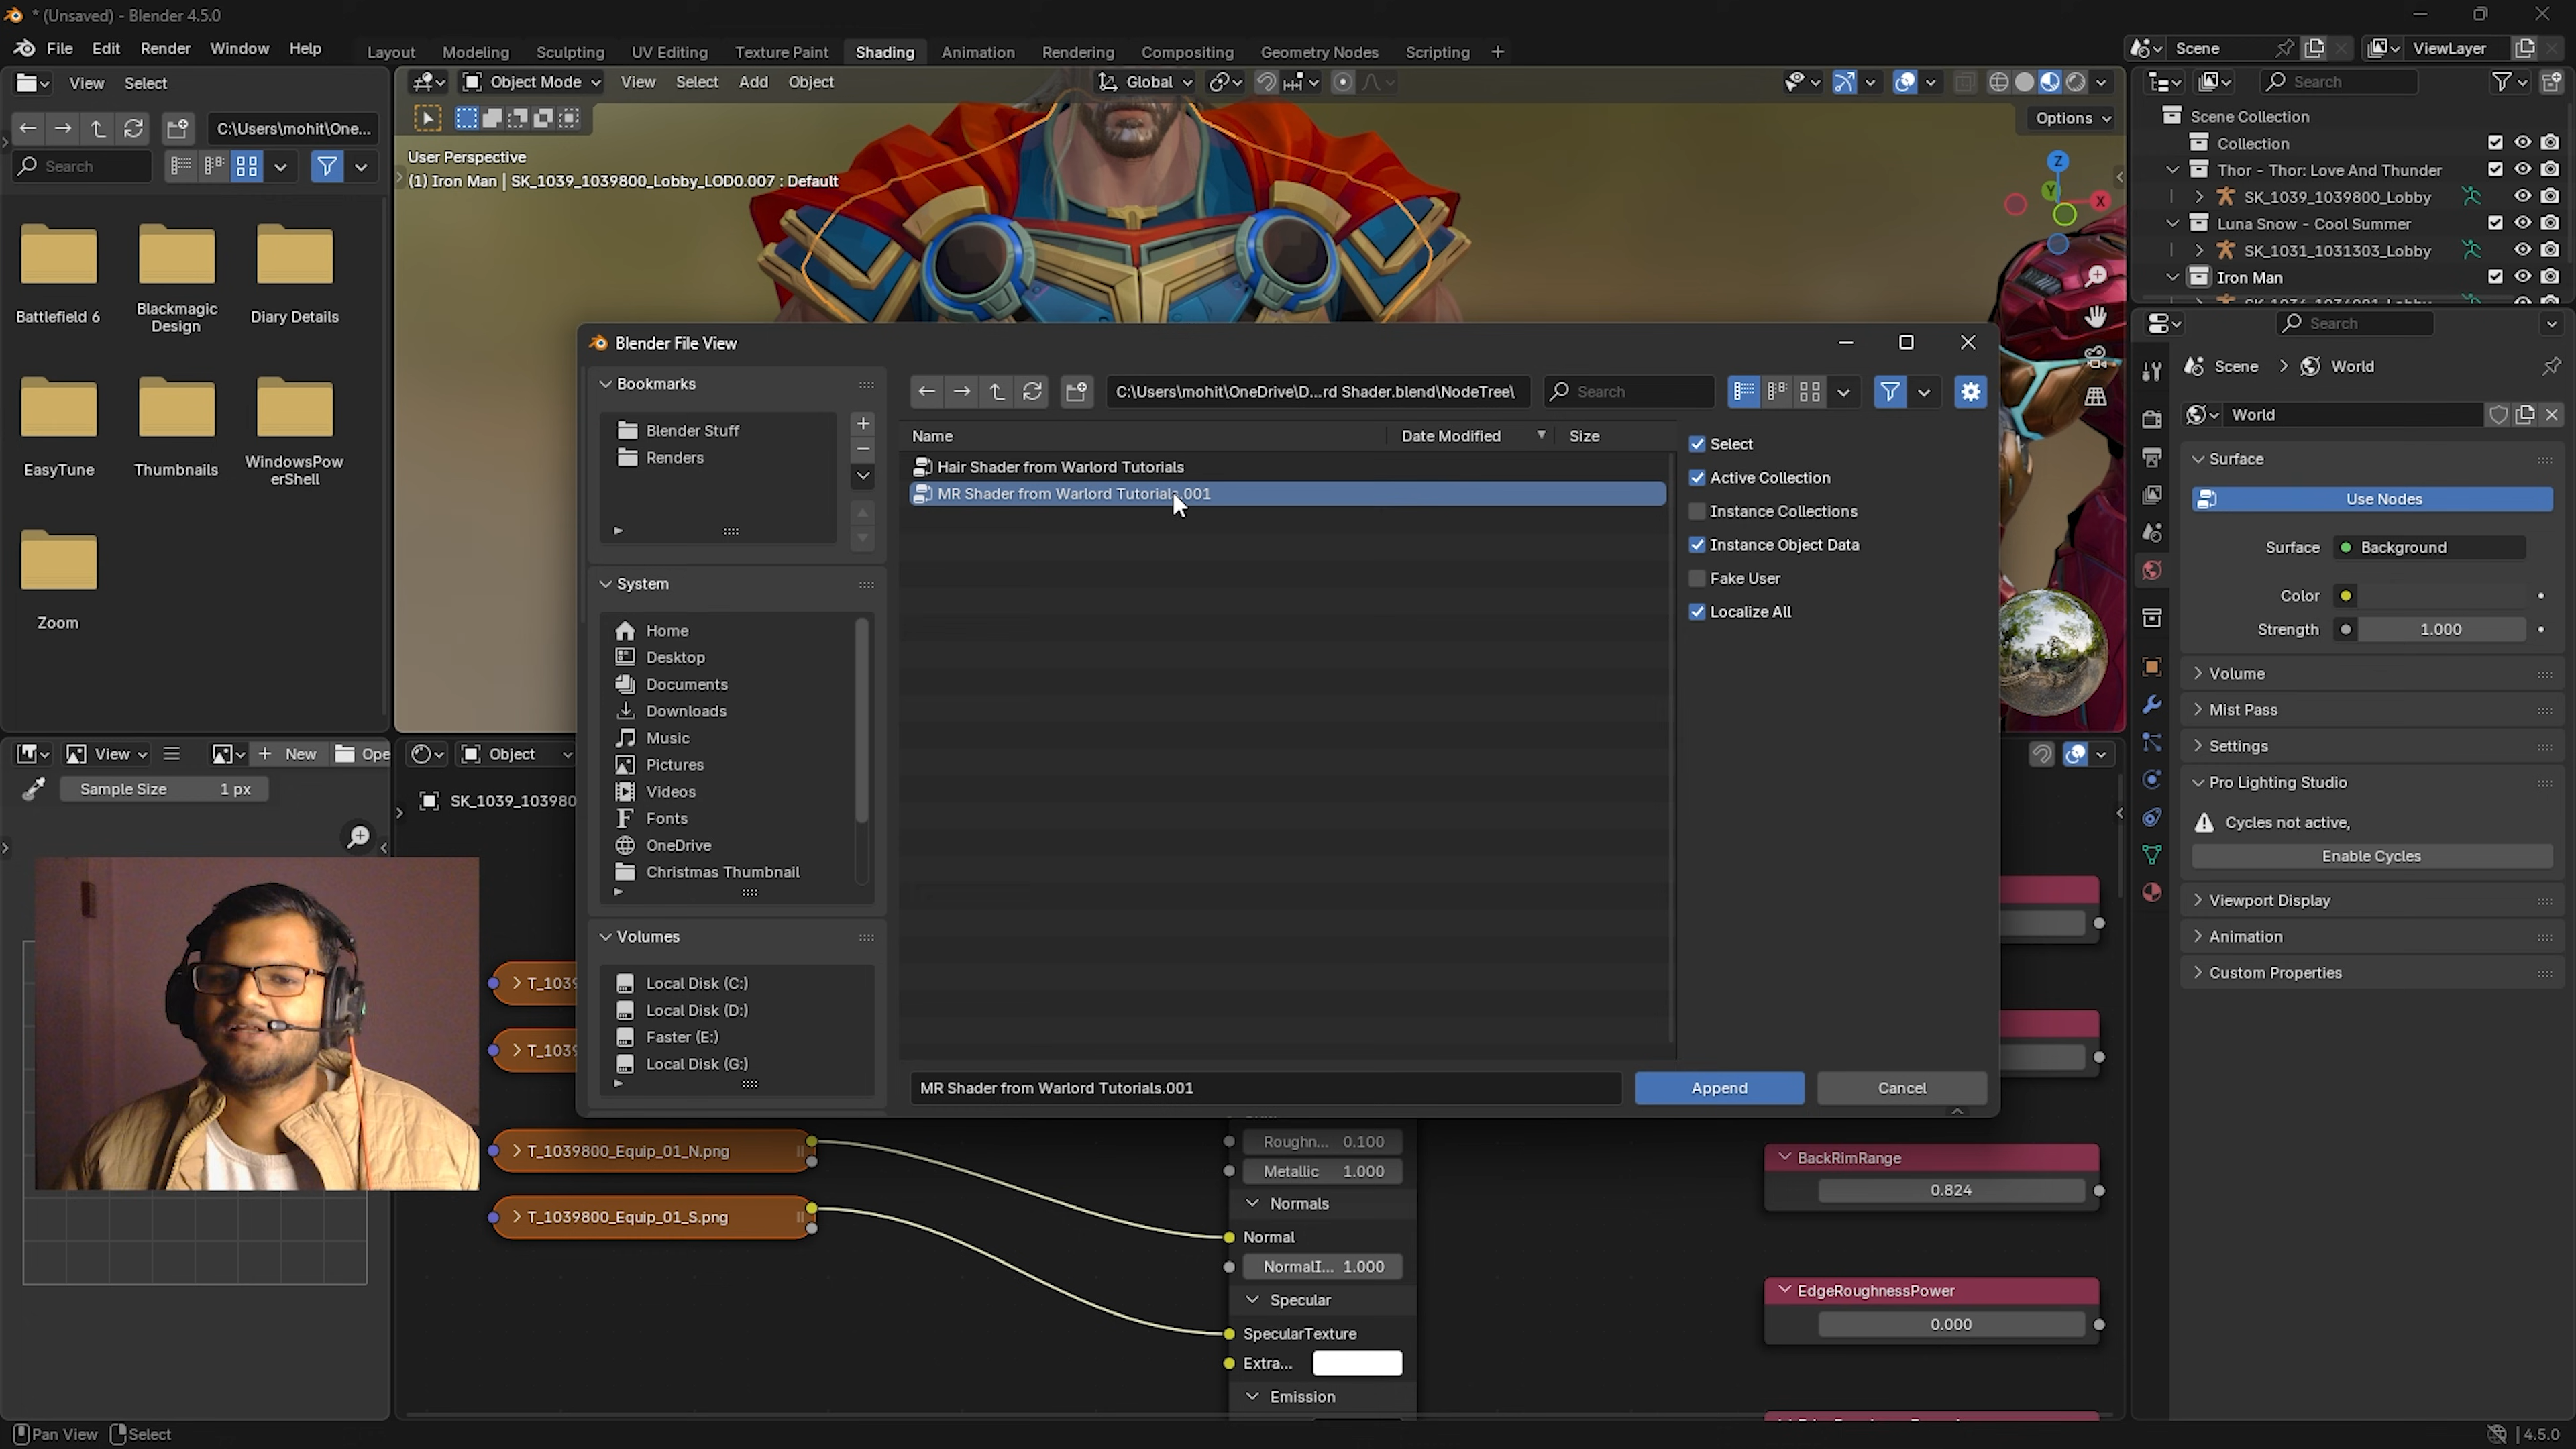 * (Unsaved) - Blender 4.5.0
File Edit Render Window Help
Layout Modeling Sculpting UV Editing Texture Paint Shading Animation Rendering Compositing Geometry Nodes Scripting +
Scene
ViewLayer
View Select
Object Mode View Select Add Object
Global
Search
C:\Users\mohit\One...
Search
Options
User Perspective
(1) Iron Man | SK_1039_1039800_Lobby_LOD0.007 : Default
Z
Y
X
Scene Collection
Collection
Thor - Thor: Love And Thunder
SK_1039_1039800_Lobby
Luna Snow - Cool Summer
SK_1031_1031303_Lobby
Iron Man
Battlefield 6
Blackmagic Design
Diary Details
EasyTune
Thumbnails
WindowsPow erShell
Zoom
Blender File View
Bookmarks
Blender Stuff
Renders
System
Home
Desktop
Documents
Downloads
Music
Pictures
Videos
Fonts
OneDrive
Christmas Thumbnail
Volumes
Local Disk (C:)
Local Disk (D:)
Faster (E:)
Local Disk (G:)
C:\Users\mohit\OneDrive\D...rd Shader.blend\NodeTree\
Search
Name Date Modified Size
Hair Shader from Warlord Tutorials
MR Shader from Warlord Tutorials.001
Select
Active Collection
Instance Collections
Instance Object Data
Fake User
Localize All
MR Shader from Warlord Tutorials.001
Append
Cancel
Search
Scene > World
World
Surface
Use Nodes
Surface Background
Color
Strength 1.000
Volume
Mist Pass
Settings
Pro Lighting Studio
Cycles not active,
Enable Cycles
Viewport Display
Animation
Custom Properties
View
+ New
Ope
Sample Size 1 px
Object
SK_1039_103980
T_1039
T_1039
T_1039800_Equip_01_N.png
T_1039800_Equip_01_S.png
Roughn... 0.100
Metallic 1.000
Normals
Normal
NormalI... 1.000
Specular
SpecularTexture
Extra...
Emission
BackRimRange
0.824
EdgeRoughnessPower
0.000
Pan View Select
4.5.0